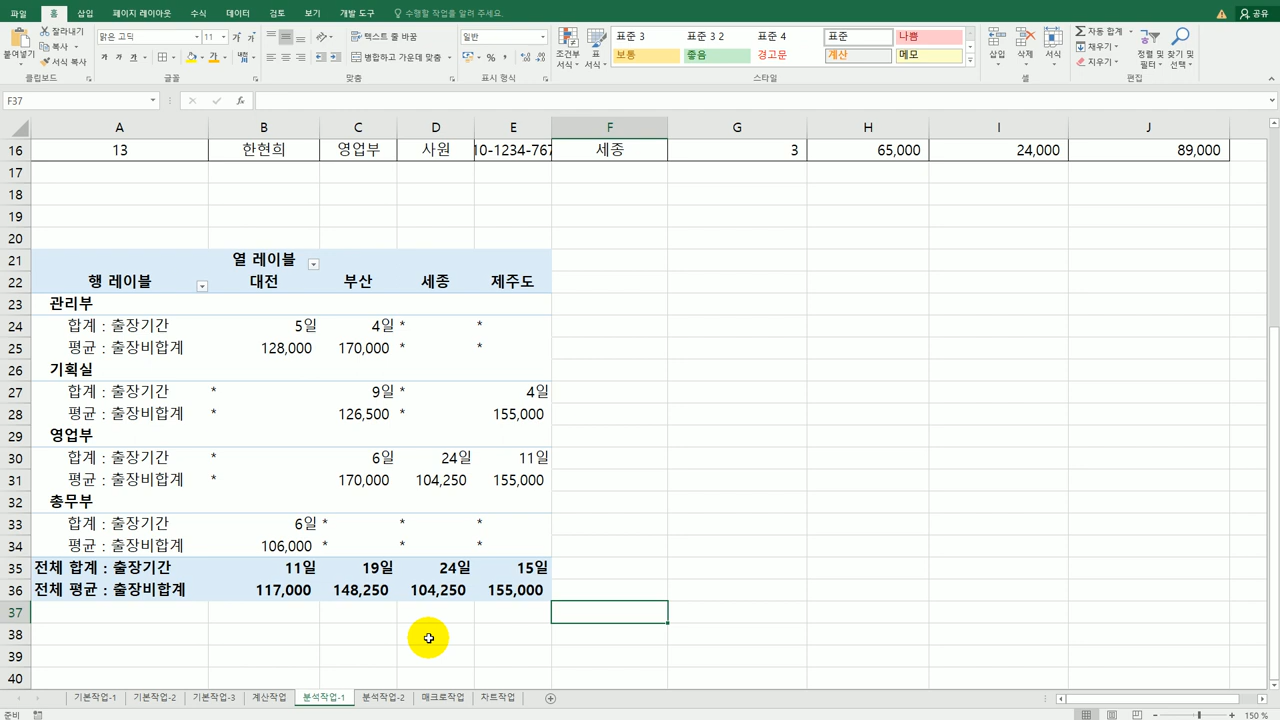 파일 홈 삽입 페이지 레이아웃 수식 데이터 검토 보기 개발 도구 수행할 작업을 알려 주세요. 공유
붙여넣기 잘라내기 복사 서식 복사 클립보드
맑은 고딕 11 가 가 가 가 가 글꼴
텍스트 줄 바꿈 병합하고 가운데 맞춤 맞춤
일반 % , 표시 형식
조건부 서식 표 서식 표준 3 표준 3 2 표준 4 표준 나쁨
보통 좋음 경고문 계산 메모
스타일
삽입 삭제 서식 셀
자동 합계 채우기 지우기 정렬 및 필터 찾기 및 선택 편집
F37 fx
A B C D E F G H I J
16 13 한현희 영업부 사원 10-1234-767 세종 3 65,000 24,000 89,000
17
18
19
20
21 열 레이블
22 행 레이블 대전 부산 세종 제주도
23 관리부
24 합계 : 출장기간 5일 4일 * *
25 평균 : 출장비합계 128,000 170,000 * *
26 기획실
27 합계 : 출장기간 * 9일 * 4일
28 평균 : 출장비합계 * 126,500 * 155,000
29 영업부
30 합계 : 출장기간 * 6일 24일 11일
31 평균 : 출장비합계 * 170,000 104,250 155,000
32 총무부
33 합계 : 출장기간 6일 * * *
34 평균 : 출장비합계 106,000 * * *
35 전체 합계 : 출장기간 11일 19일 24일 15일
36 전체 평균 : 출장비합계 117,000 148,250 104,250 155,000
37
38
39
40
기본작업-1 기본작업-2 기본작업-3 계산작업 분석작업-1 분석작업-2 매크로작업 차트작업
준비 150 %